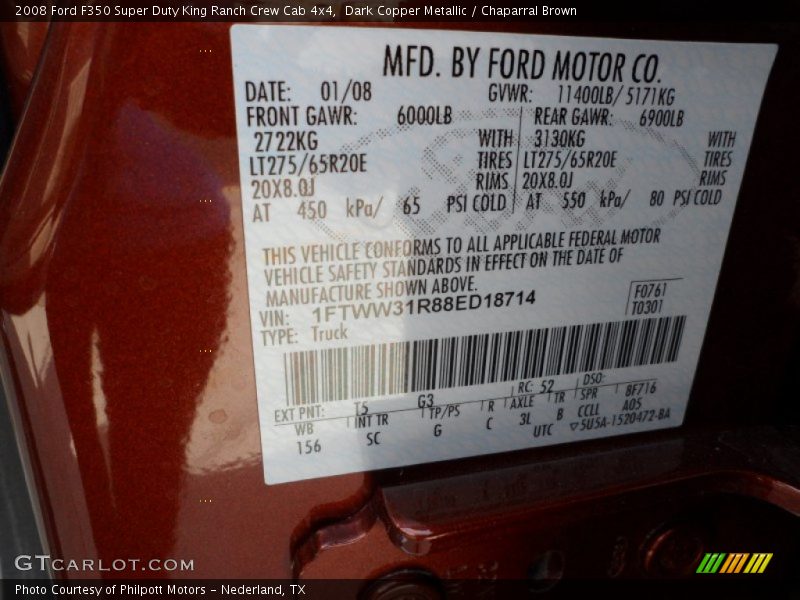 2008 Ford F350 Super Duty King Ranch Crew Cab 4x4, Dark Copper Metallic / Chaparral Brown
MFD. BY FORD MOTOR CO.
DATE: 01/08 GVWR: 11400LB/ 5171KG
FRONT GAWR: 6000LB REAR GAWR: 6900LB
2722KG WITH 3130KG WITH
LT275/65R20E TIRES LT275/65R20E TIRES
20X8.0J RIMS 20X8.0J RIMS
AT 450 kPa/ 65 PSI COLD AT 550 kPa/ 80 PSI COLD
THIS VEHICLE CONFORMS TO ALL APPLICABLE FEDERAL MOTOR
VEHICLE SAFETY STANDARDS IN EFFECT ON THE DATE OF
MANUFACTURE SHOWN ABOVE.
VIN: 1FTWW31R88ED18714 F0761
TYPE: Truck T0301
EXT PNT: T5 G3 RC: 52 DSO:
WB INT TR TP/PS R AXLE TR SPR 8F716
156 SC G C 3L B CCLL A05
UTC ▽5U5A-1520472-BA
GTCARLOT.COM
Photo Courtesy of Philpott Motors - Nederland, TX